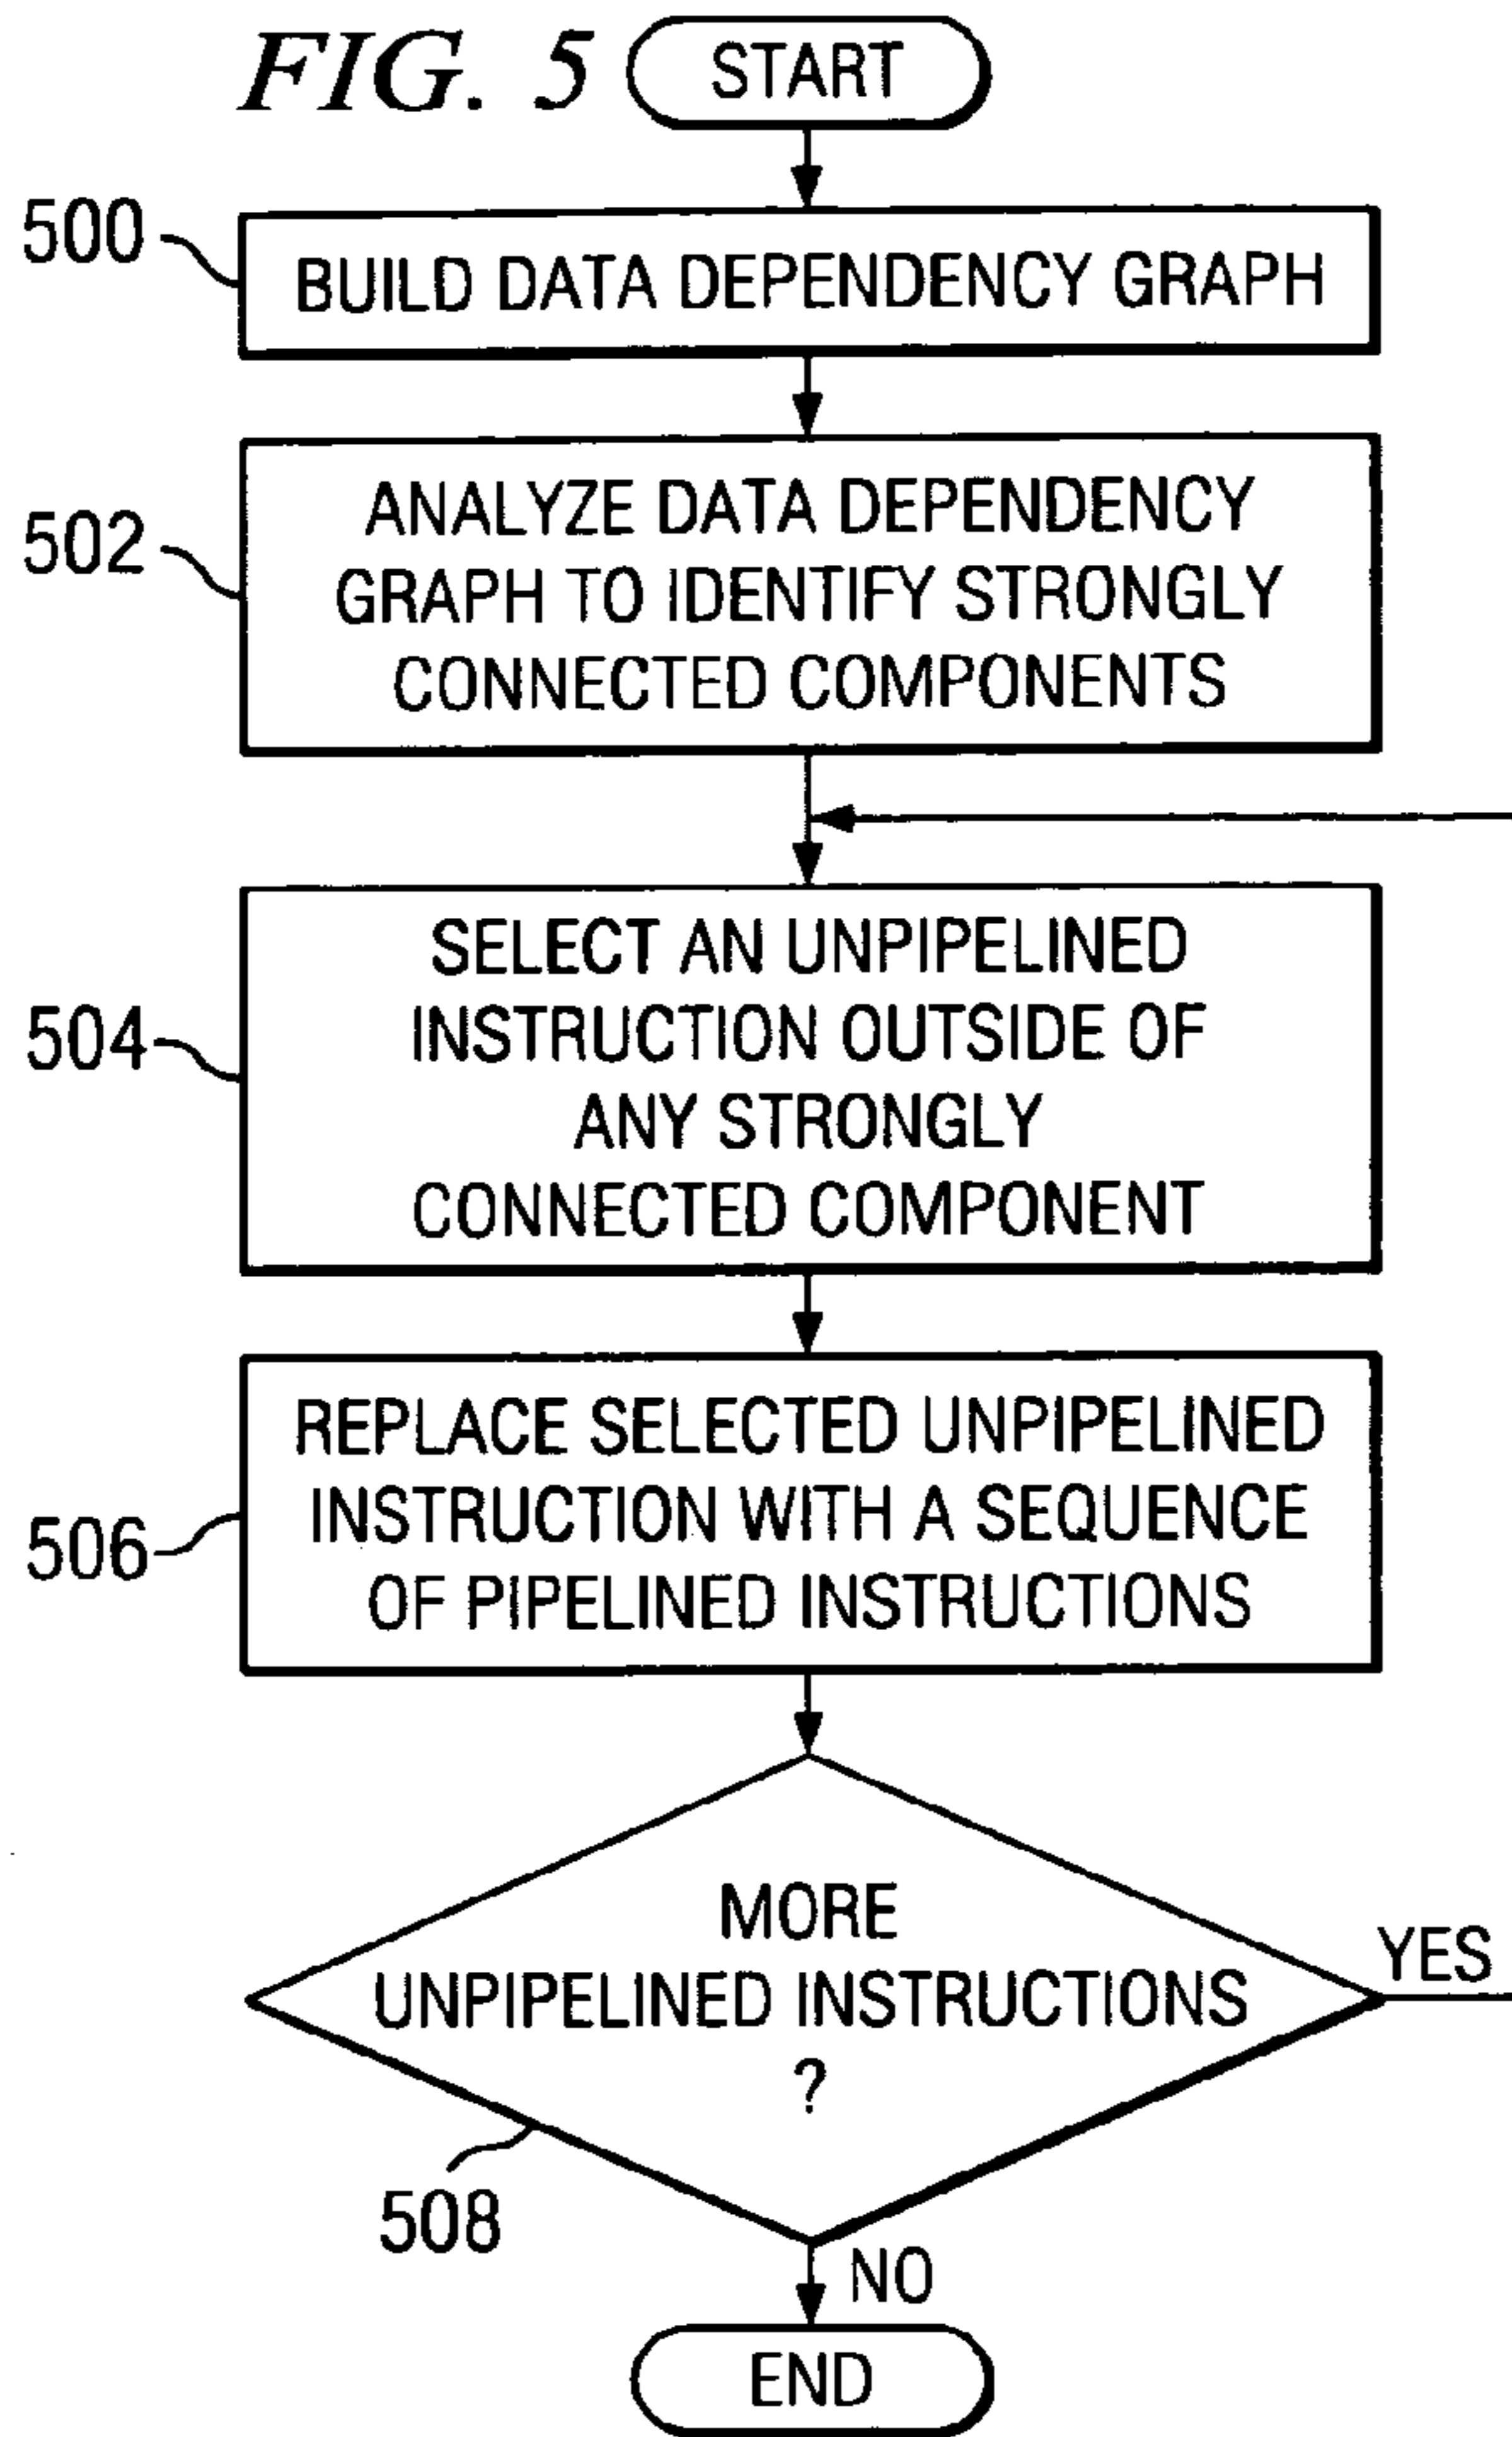 FIG. 5
START
500
BUILD DATA DEPENDENCY GRAPH
502
ANALYZE DATA DEPENDENCY
GRAPH TO IDENTIFY STRONGLY
CONNECTED COMPONENTS
504
SELECT AN UNPIPELINED
INSTRUCTION OUTSIDE OF
ANY STRONGLY
CONNECTED COMPONENT
506
REPLACE SELECTED UNPIPELINED
INSTRUCTION WITH A SEQUENCE
OF PIPELINED INSTRUCTIONS
MORE
UNPIPELINED INSTRUCTIONS
?
YES
508
NO
END